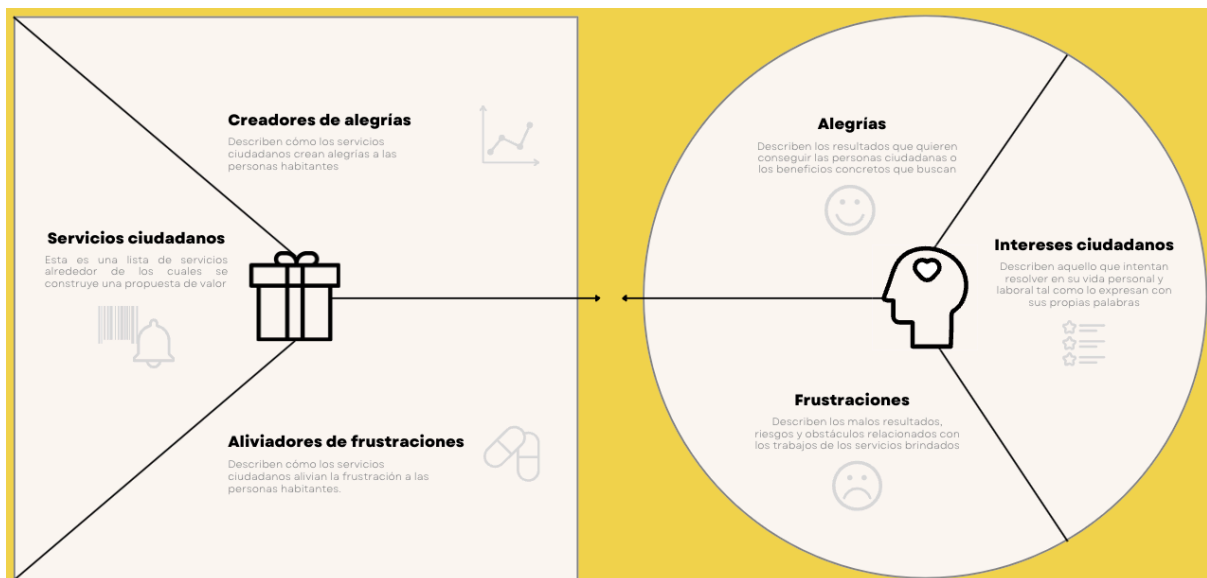 Creadores de alegrías
Describen cómo los servicios
ciudadanos crean alegrías a las
personas habitantes
Servicios ciudadanos
Esta es una lista de servicios
alrededor de los cuales se
construye una propuesta de valor
Aliviadores de frustraciones
Describen cómo los servicios
ciudadanos alivian la frustración a las
personas habitantes.
Alegrías
Describen los resultados que quieren
conseguir las personas ciudadanas o
los beneficios concretos que buscan
Intereses ciudadanos
Describen aquello que intentan
resolver en su vida personal y
laboral tal como lo expresan con
sus propias palabras
Frustraciones
Describen los malos resultados,
riesgos y obstáculos relacionados con
los trabajos de los servicios brindados